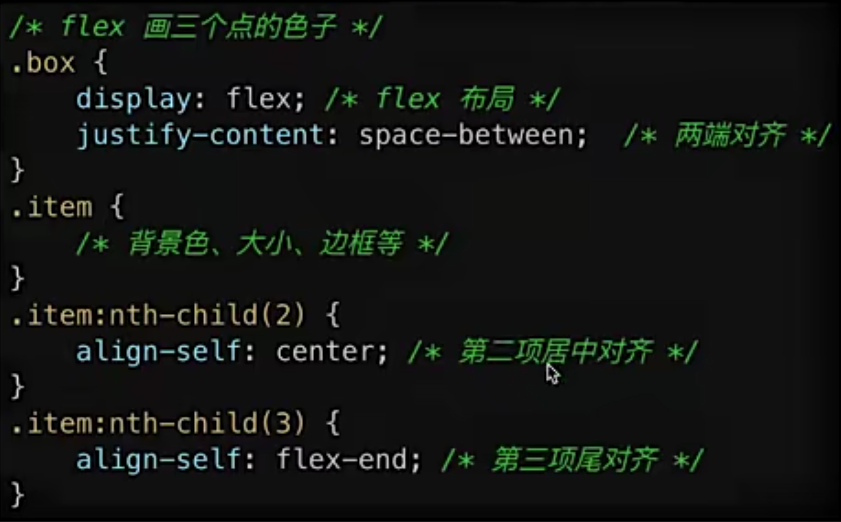 /* flex 画三个点的色子 */
.box {
    display: flex; /* flex 布局 */
    justify-content: space-between;  /* 两端对齐 */
}
.item {
    /* 背景色、大小、边框等 */
}
.item:nth-child(2) {
    align-self: center; /* 第二项居中对齐 */
}
.item:nth-child(3) {
    align-self: flex-end; /* 第三项尾对齐 */
}